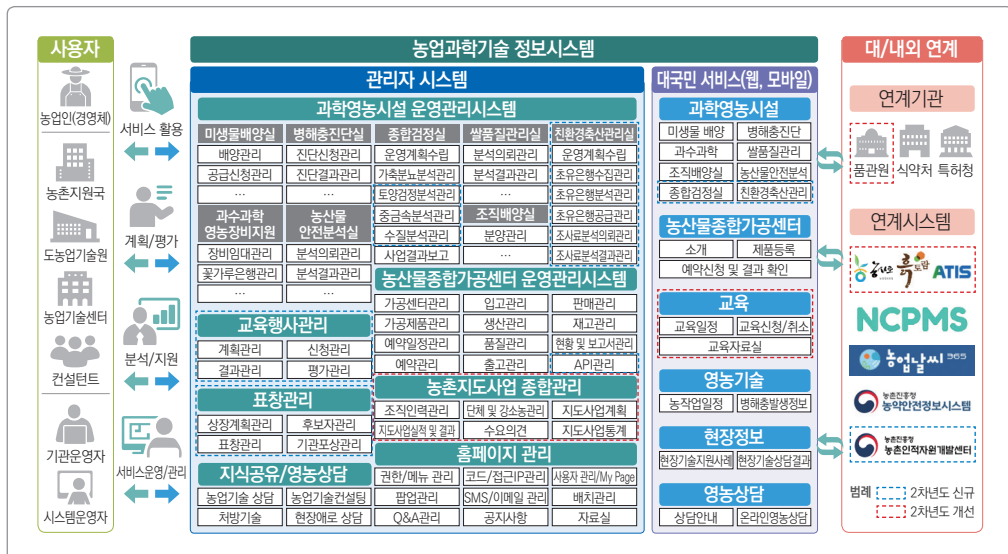 사용자
농업인(경영체)
농촌지원국
도농업기술원
농업기술센터
컨설턴트
기관운영자
시스템운영자
서비스 활용
계획/평가
분석/지원
서비스운영/관리
농업과학기술 정보시스템
관리자 시스템
과학영농시설 운영관리시스템
미생물배양실
배양관리
공급신청관리
…
병해충진단실
진단신청관리
진단결과관리
…
종합검정실
운영계획수립
가축분뇨분석관리
토양검정분석관리
중금속분석관리
수질분석관리
사업결과보고
쌀품질관리실
분석의뢰관리
분석결과관리
…
친환경축산관리실
운영계획수립
초유은행수집관리
초유은행분석관리
초유은행공급관리
조사료분석의뢰관리
조사료분석결과관리
과수과학
영농장비지원
장비임대관리
꽃가루은행관리
…
농산물
안전분석실
분석의뢰관리
분석결과관리
…
조직배양실
분양관리
…
농산물종합가공센터 운영관리시스템
가공센터관리 입고관리 판매관리
가공제품관리 생산관리 재고관리
예약일정관리 품질관리 현황 및 보고서관리
예약관리 출고관리 API관리
교육행사관리
계획관리 신청관리
결과관리 평가관리
농촌지도사업 종합관리
조직인력관리 단체 및 강소농관리 지도사업계획
지도사업실적 및 결과 수요의견 지도사업통계
표창관리
상장계획관리 후보자관리
표창관리 기관포상관리
홈페이지 관리
권한/메뉴 관리 코드/접근IP관리 사용자 관리/My Page
팝업관리 SMS/이메일 관리 배치관리
Q&A관리 공지사항 자료실
지식공유/영농상담
농업기술 상담 농업기술컨설팅
처방기술 현장애로 상담
대국민 서비스(웹, 모바일)
과학영농시설
미생물 배양 병해충진단
과수과학 쌀품질관리
조직배양실 농산물안전분석
종합검정실 친환경축산관리
농산물종합가공센터
소개 제품등록
예약신청 및 결과 확인
교육
교육일정 교육신청/취소
교육자료실
영농기술
농작업일정 병해충발생정보
현장정보
현장기술지원사례 현장기술상담결과
영농상담
상담안내 온라인영농상담
대/내외 연계
연계기관
품관원 식약처 특허청
연계시스템
농사로 흙토람 ATIS
NCPMS
농업날씨 365
농촌진흥청
농약안전정보시스템
농촌진흥청
농촌인적자원개발센터
범례 2차년도 신규
2차년도 개선